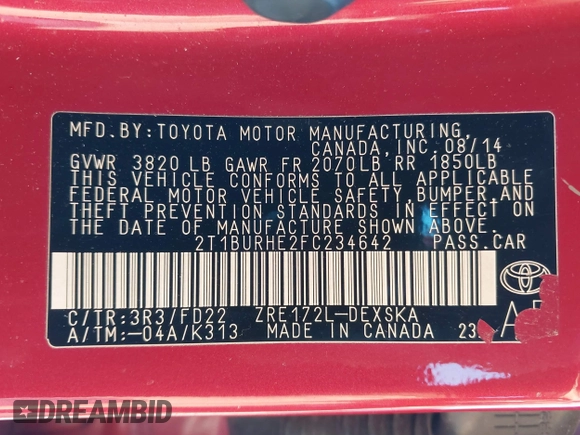 MFD.BY:TOYOTA MOTOR MANUFACTURING,
CANADA,INC.08/14
GVWR 3820 LB GAWR FR 2070LB RR 1850LB
THIS VEHICLE CONFORMS TO ALL APPLICABLE
FEDERAL MOTOR VEHICLE SAFETY,BUMPER AND
THEFT PREVENTION STANDARDS IN EFFECT ON
THE DATE OF MANUFACTURE SHOWN ABOVE.
2T1BURHE2FC234642 PASS.CAR
C/TR:3R3/FD22 ZRE172L-DEXSKA
A/TM:-04A/K313 MADE IN CANADA 23
DREAMBID